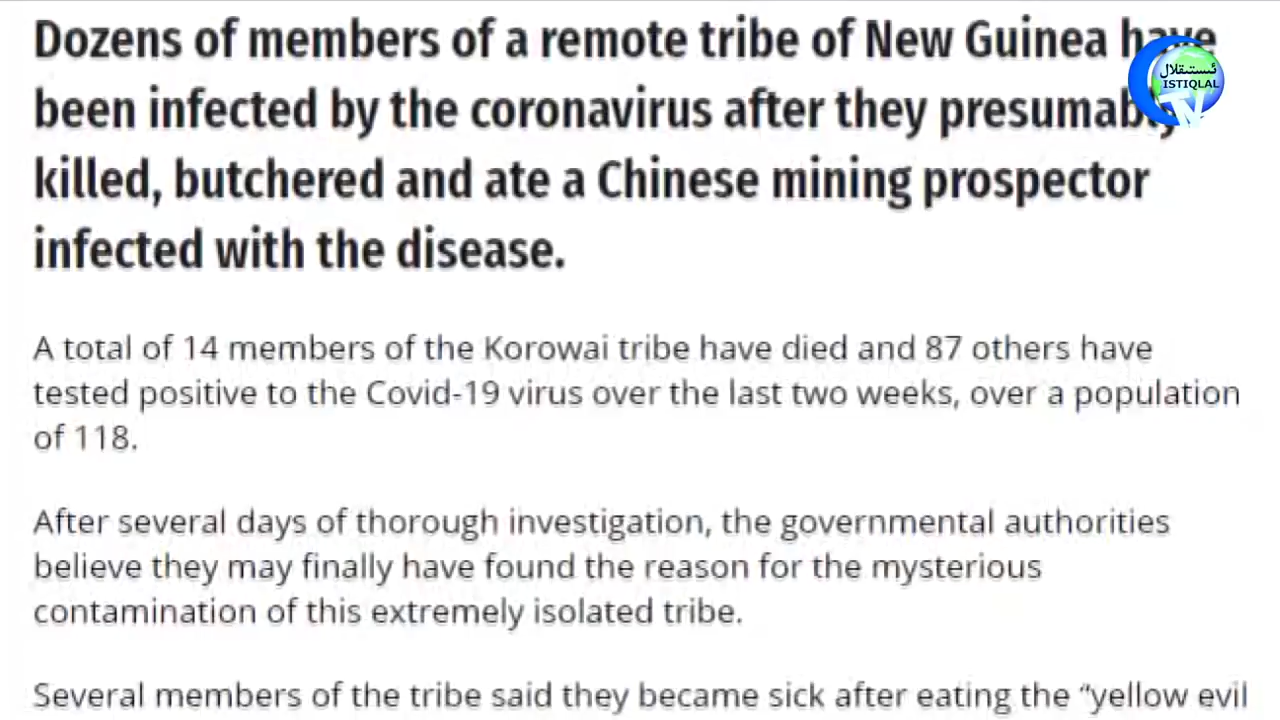 Dozens of members of a remote tribe of New Guinea have
been infected by the coronavirus after they presumably
killed, butchered and ate a Chinese mining prospector
infected with the disease.
A total of 14 members of the Korowai tribe have died and 87 others have
tested positive to the Covid-19 virus over the last two weeks, over a population
of 118.
After several days of thorough investigation, the governmental authorities
believe they may finally have found the reason for the mysterious
contamination of this extremely isolated tribe.
Several members of the tribe said they became sick after eating the “yellow evil
ئىستىقلال
ISTIQLAL
TV